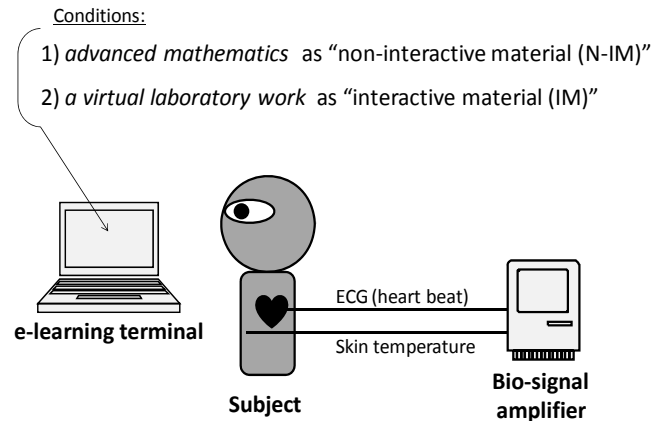 Conditions:
1) advanced mathematics as “non-interactive material (N-IM)”
2) a virtual laboratory work as “interactive material (IM)”
ECG (heart beat)
e-learning terminal
Skin temperature
Subject
Bio-signal
amplifier